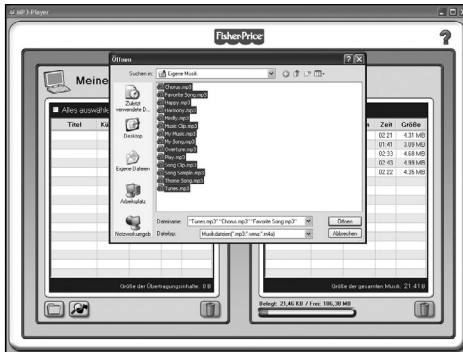 MP3-Player
Fisher-Price
?
Meine
Öffnen
Suchen in: Eigene Musik
Zuletzt verwendete D...
Desktop
Eigene Dateien
Arbeitsplatz
Netzwerkumgeb
Chorus.mp3
Favorite Song.mp3
Happy.mp3
Harmony.mp3
Medly.mp3
Music Clip.mp3
My Music.mp3
My Song.mp3
Overture.mp3
Play.mp3
Song Clip.mp3
Song Sample.mp3
Theme Song.mp3
Tunes.mp3
Dateiname: "Tunes.mp3" "Chorus.mp3" "Favorite Song.mp3"
Öffnen
Dateityp: Musikdateien(*.mp3;*.wma;*.m4a)
Abbrechen
Alles auswähle
Titel Kü
Zeit Größe
02:21 4.31 MB
01:41 3.09 MB
02:33 4.68 MB
02:43 4.99 MB
02:22 4.35 MB
Größe der Übertragungsinhalte: 0 B
Größe der gesamten Musik: 21.41 B
Belegt: 21,46 KB / Frei: 106,30 MB